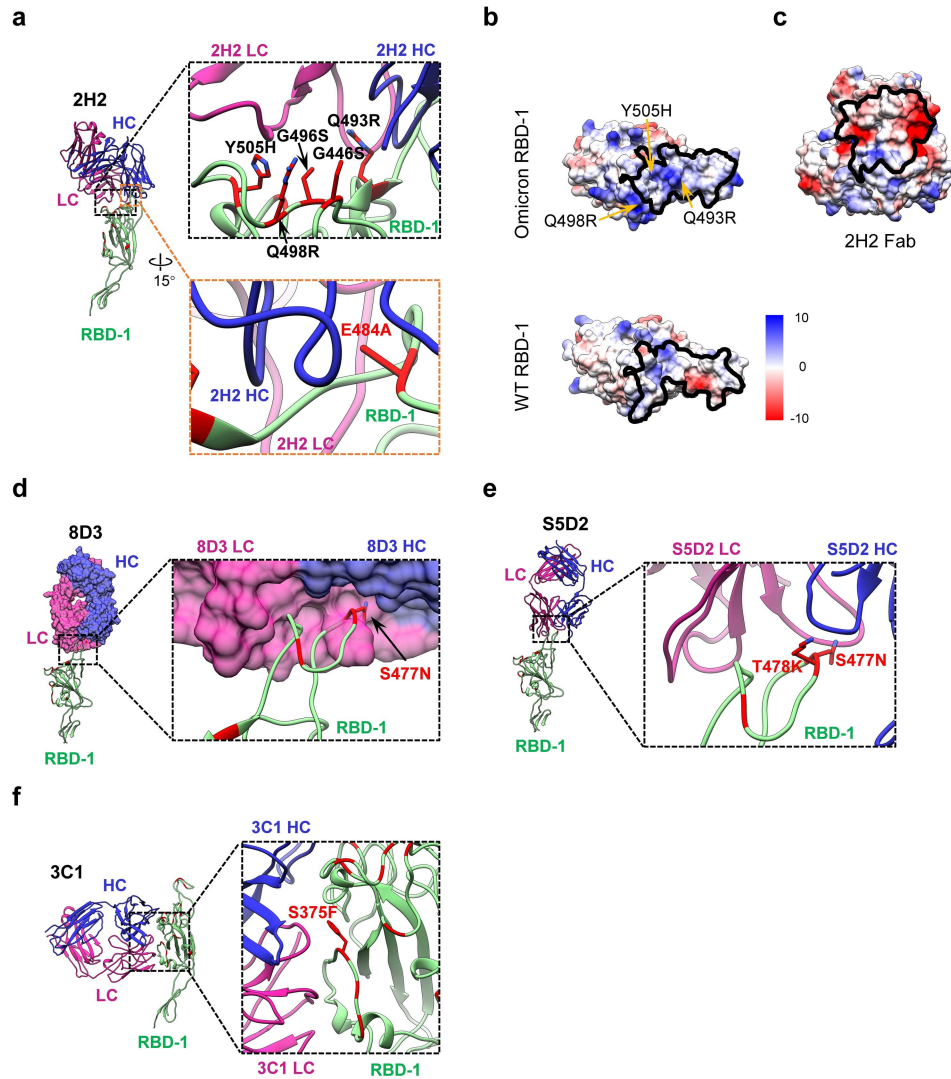 a
2H2
HC
LC
15°
RBD-1
2H2 LC
2H2 HC
Q493R
G496S
Y505H
G446S
RBD-1
Q498R
E484A
2H2 HC
RBD-1
2H2 LC
b
Omicron RBD-1
Y505H
Q498R
Q493R
WT RBD-1
10
0
-10
c
2H2 Fab
d
8D3
HC
LC
RBD-1
8D3 LC
8D3 HC
S477N
RBD-1
e
S5D2
LC
HC
RBD-1
S5D2 LC
S5D2 HC
T478K
S477N
RBD-1
f
3C1
HC
LC
RBD-1
3C1 HC
S375F
3C1 LC
RBD-1